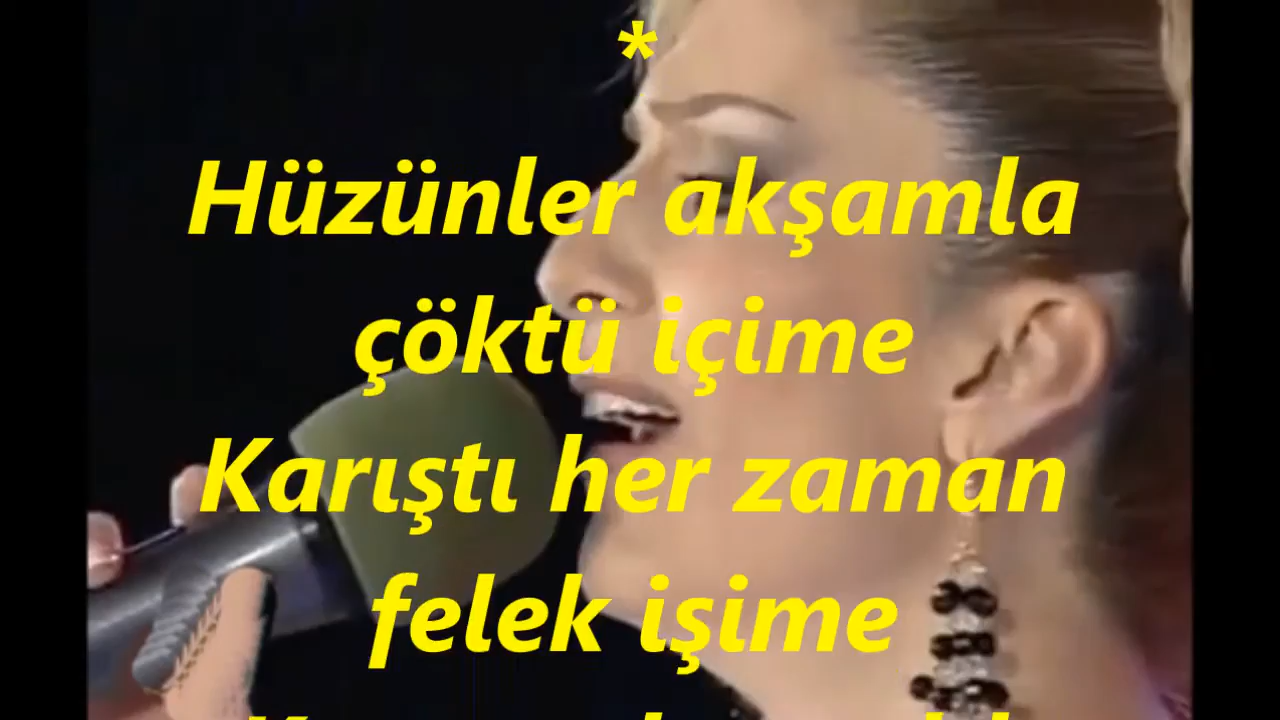 *
Hüzünler akşamla
çöktü içime
Karıştı her zaman
felek işime